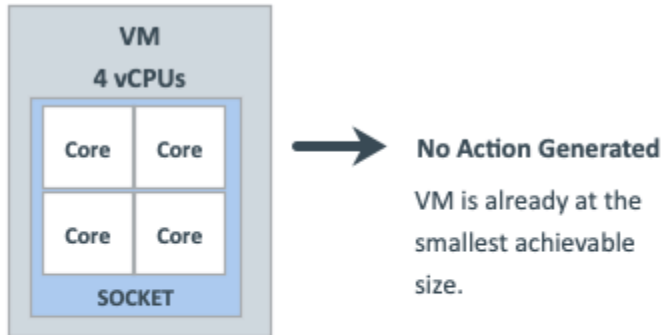 VM
4 vCPUs
Core Core
Core Core
SOCKET
No Action Generated
VM is already at the
smallest achievable
size.